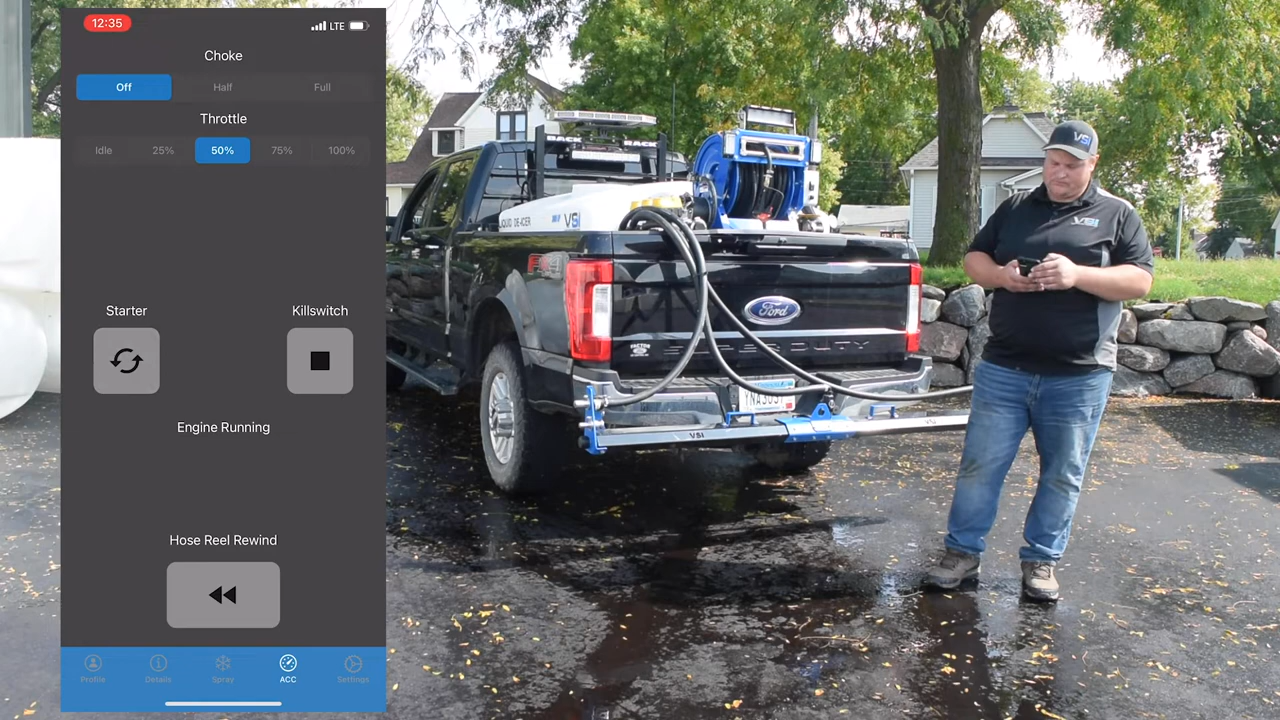 12:35
LTE
Choke
Off Half Full
Throttle
Idle 25% 50% 75% 100%
Starter Killswitch
Engine Running
Hose Reel Rewind
Profile Details Spray ACC Settings
LIQUID DE-ICER VSI
Ford
SUPER DUTY
VSI
VSI
VSI